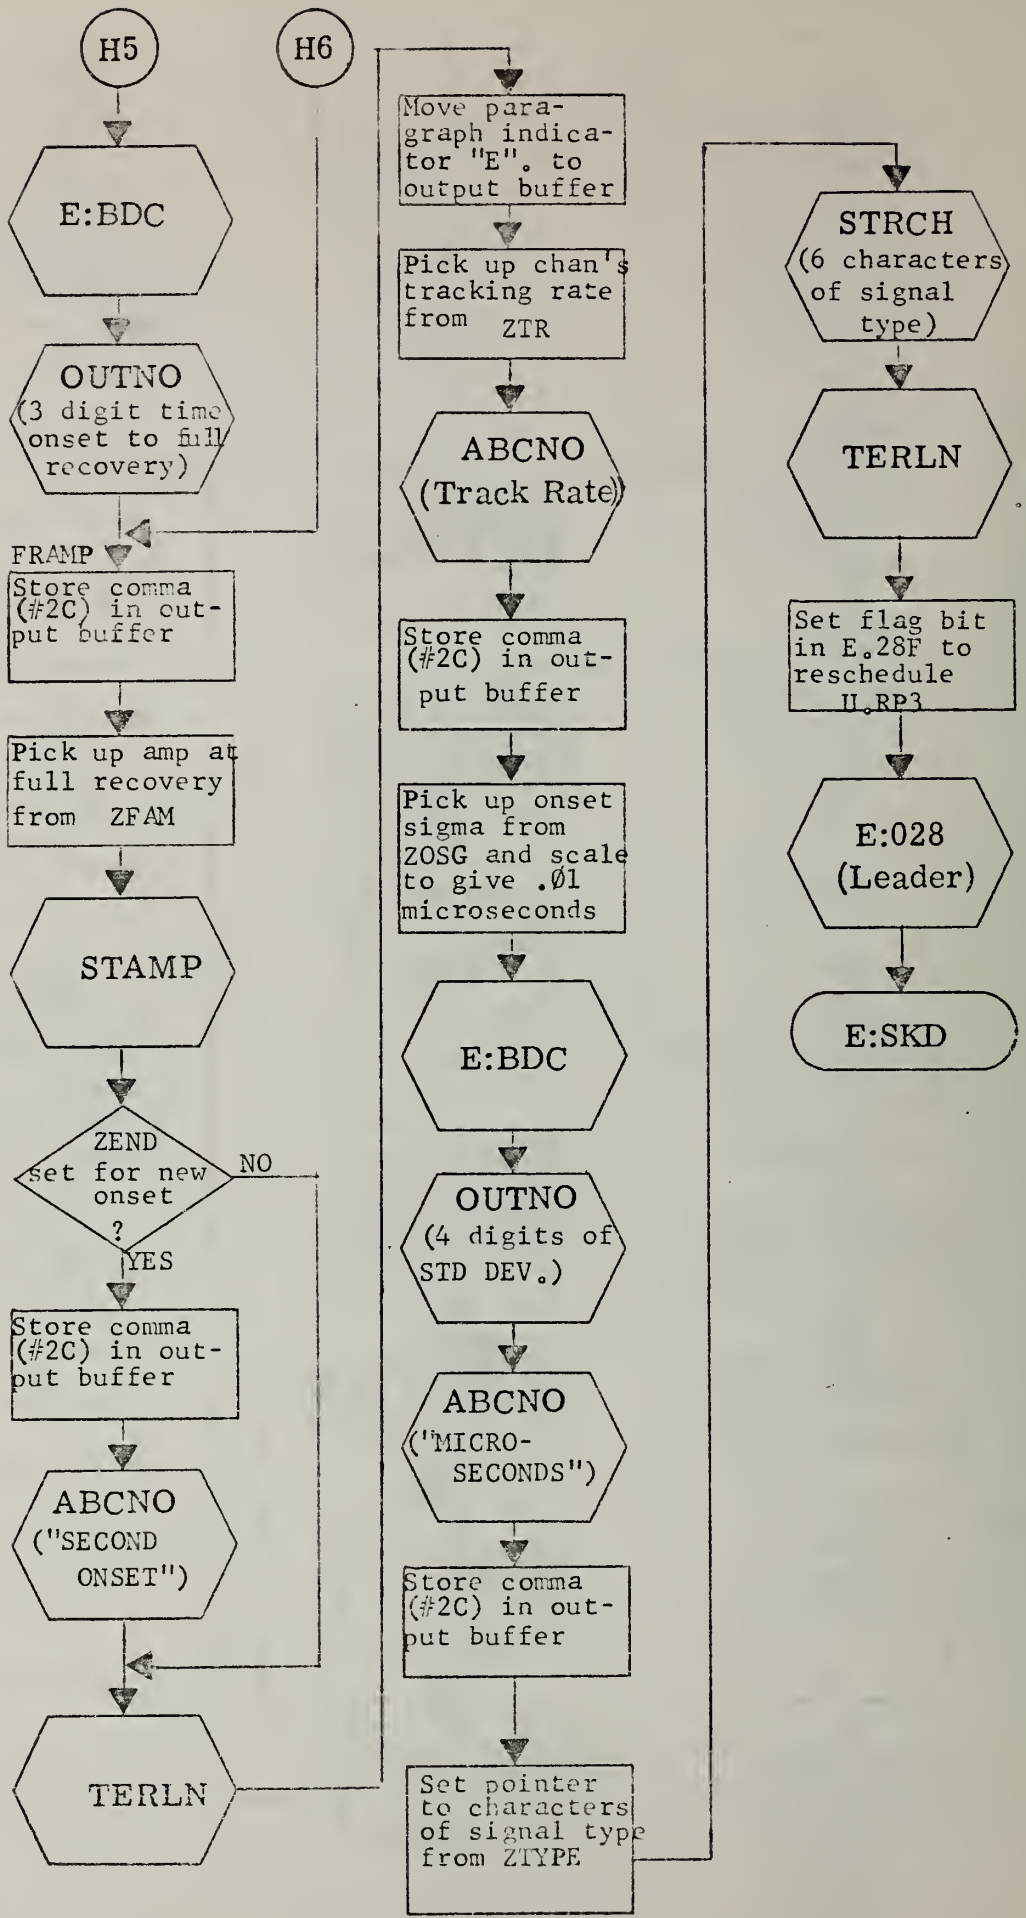 H5
E:BDC
OUTNO
(3 digit time
onset to full
recovery)
H6
FRAMP
Store comma
(#2C) in out-
put buffer
Pick up amp at
full recovery
from ZFAM
STAMP
ZEND
set for new
onset
?
NO
YES
Store comma
(#2C) in out-
put buffer
ABCNO
("SECOND
ONSET")
TERLN
Move para-
graph indica-
tor "E". to
output buffer
Pick up chan's
tracking rate
from ZTR
ABCNO
(Track Rate)
Store comma
(#2C) in out-
put buffer
Pick up onset
sigma from
ZOSG and scale
to give .Ø1
microseconds
E:BDC
OUTNO
(4 digits of
STD DEV.)
ABCNO
("MICRO-
SECONDS")
Store comma
(#2C) in out-
put buffer
Set pointer
to characters
of signal type
from ZTYPE
STRCH
(6 characters
of signal
type)
TERLN
Set flag bit
in E.28F to
reschedule
U.RP3
E:028
(Leader)
E:SKD